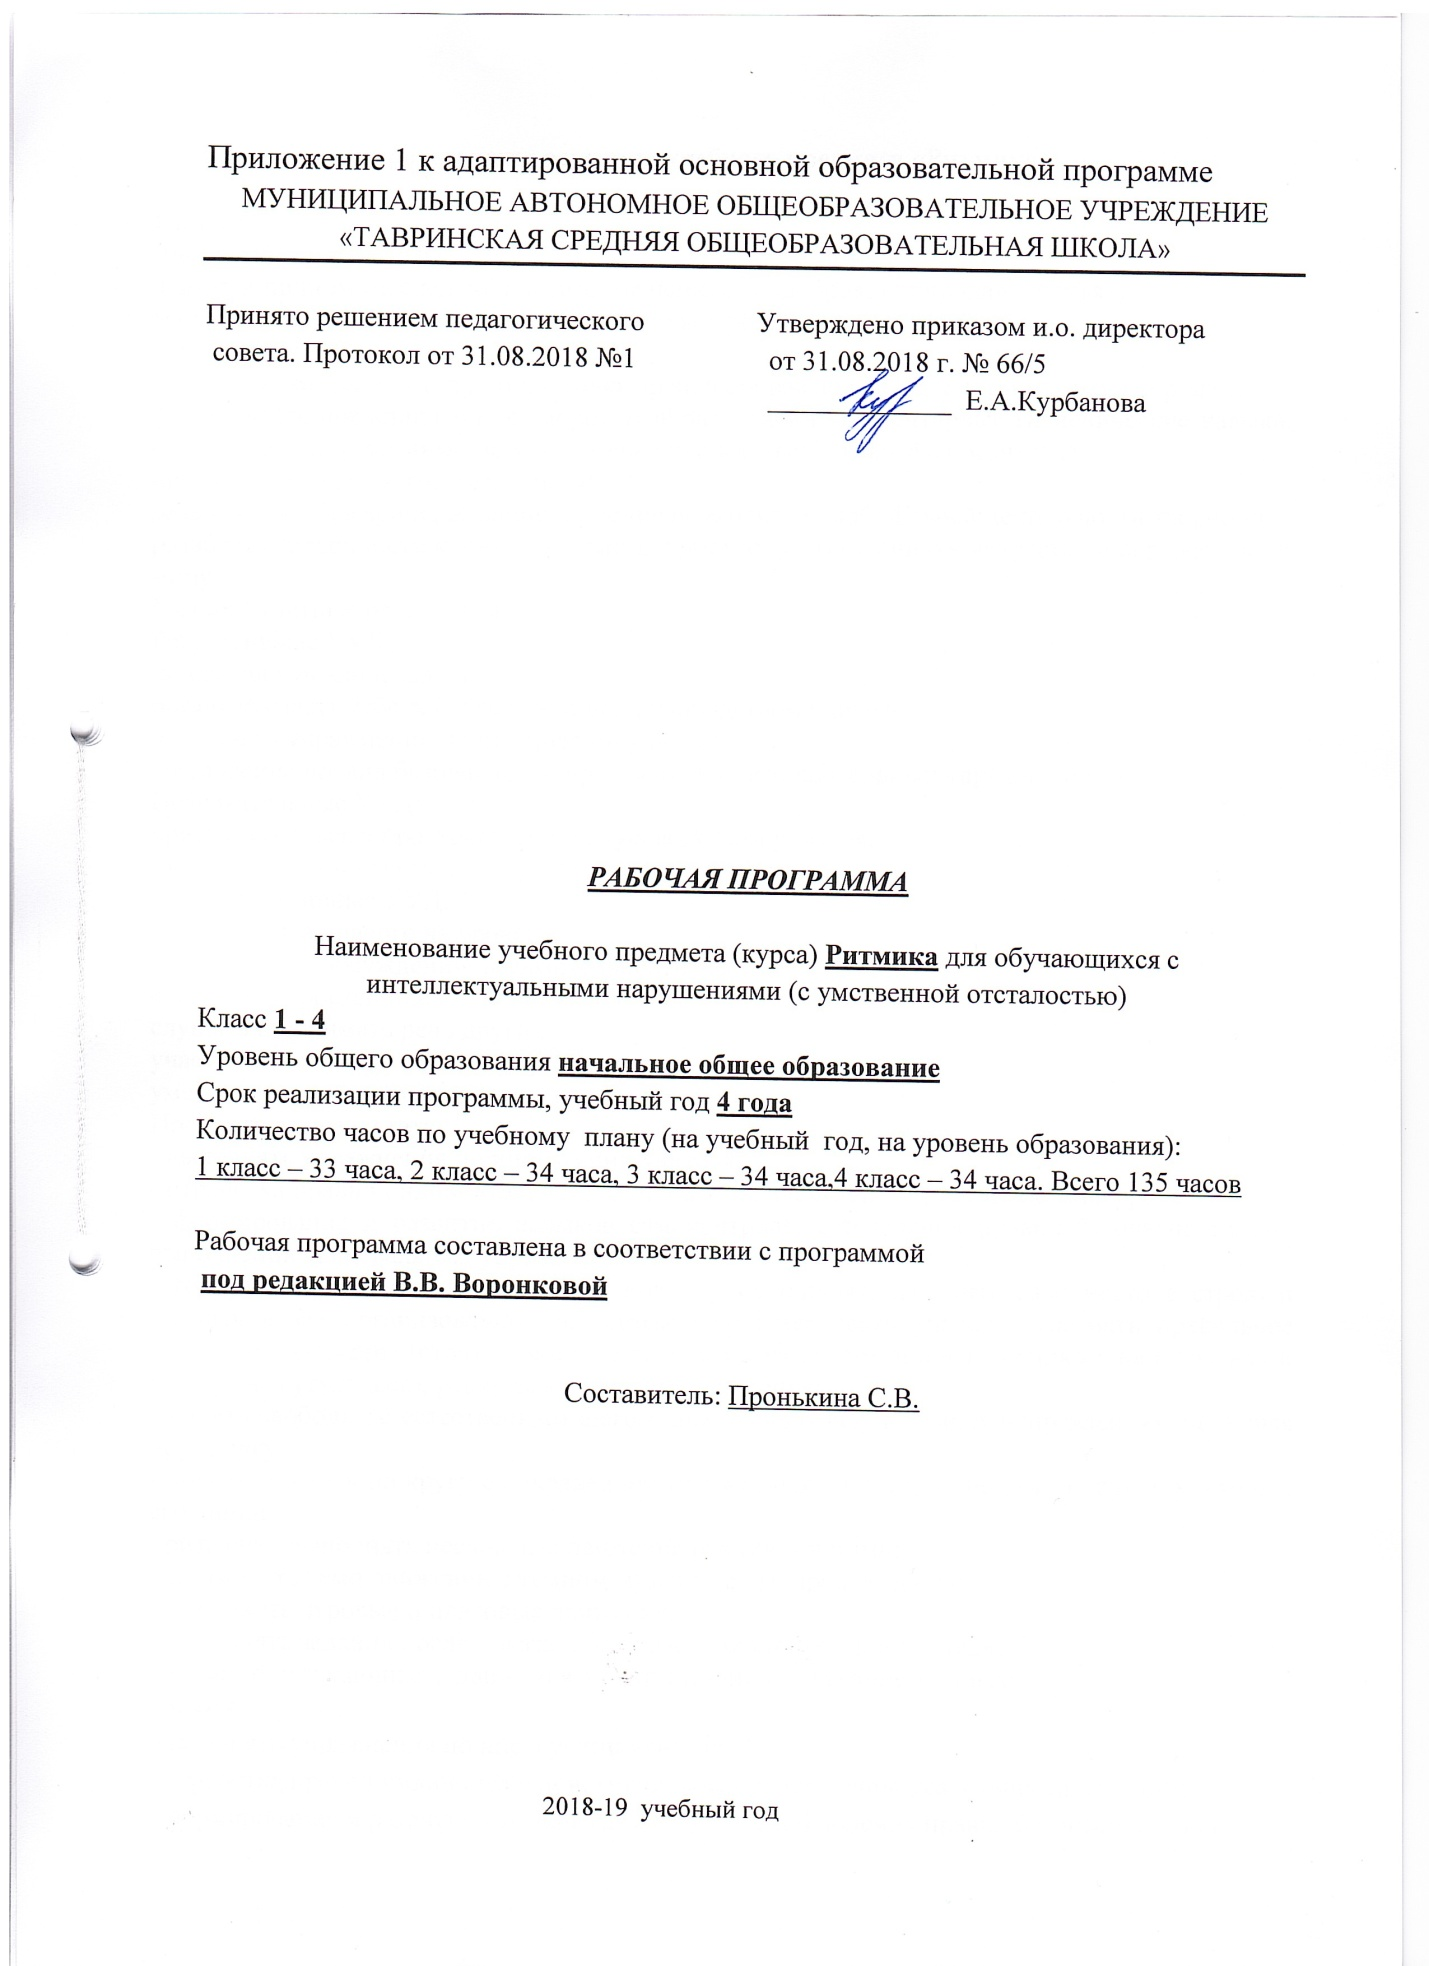 Приложение 1 к адаптированной основной образовательной программе
МУНИЦИПАЛЬНОЕ АВТОНОМНОЕ ОБЩЕОБРАЗОВАТЕЛЬНОЕ УЧРЕЖДЕНИЕ
«ТАВРИНСКАЯ СРЕДНЯЯ ОБЩЕОБРАЗОВАТЕЛЬНАЯ ШКОЛА»
Принято решением педагогического
совета. Протокол от 31.08.2018 №1
Утверждено приказом и.о. директора
от 31.08.2018 г. № 66/5
Е.А.Курбанова
РАБОЧАЯ ПРОГРАММА
Наименование учебного предмета (курса) Ритмика для обучающихся с
интеллектуальными нарушениями (с умственной отсталостью)
Класс 1 - 4
Уровень общего образования начальное общее образование
Срок реализации программы, учебный год 4 года
Количество часов по учебному плану (на учебный год, на уровень образования):
1 класс – 33 часа, 2 класс – 34 часа, 3 класс – 34 часа,4 класс – 34 часа. Всего 135 часов
Рабочая программа составлена в соответствии с программой
под редакцией В.В. Воронковой
Составитель: Пронькина С.В.
2018-19 учебный год